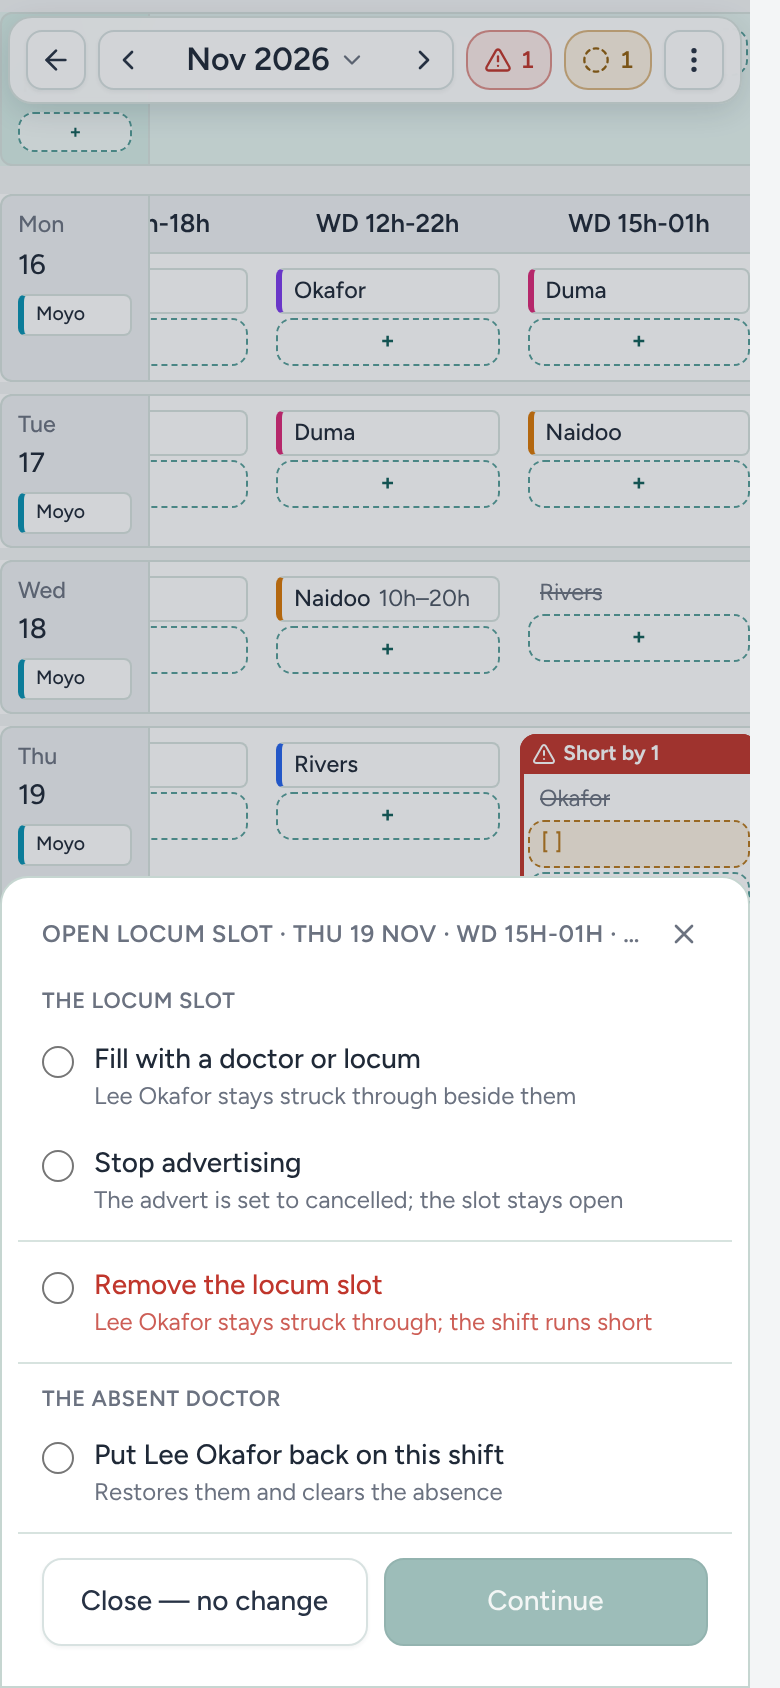 Nov 2026
1
1
+
Mon
16
Moyo
n-18h
WD 12h-22h
WD 15h-01h
Okafor
Duma
+
+
Tue
17
Moyo
Duma
Naidoo
+
+
Wed
18
Moyo
Naidoo 10h–20h
Rivers
+
+
Thu
19
Moyo
Rivers
+
Short by 1
Okafor
[ ]
OPEN LOCUM SLOT · THU 19 NOV · WD 15H-01H · ...
THE LOCUM SLOT
Fill with a doctor or locum
Lee Okafor stays struck through beside them
Stop advertising
The advert is set to cancelled; the slot stays open
Remove the locum slot
Lee Okafor stays struck through; the shift runs short
THE ABSENT DOCTOR
Put Lee Okafor back on this shift
Restores them and clears the absence
Close — no change
Continue